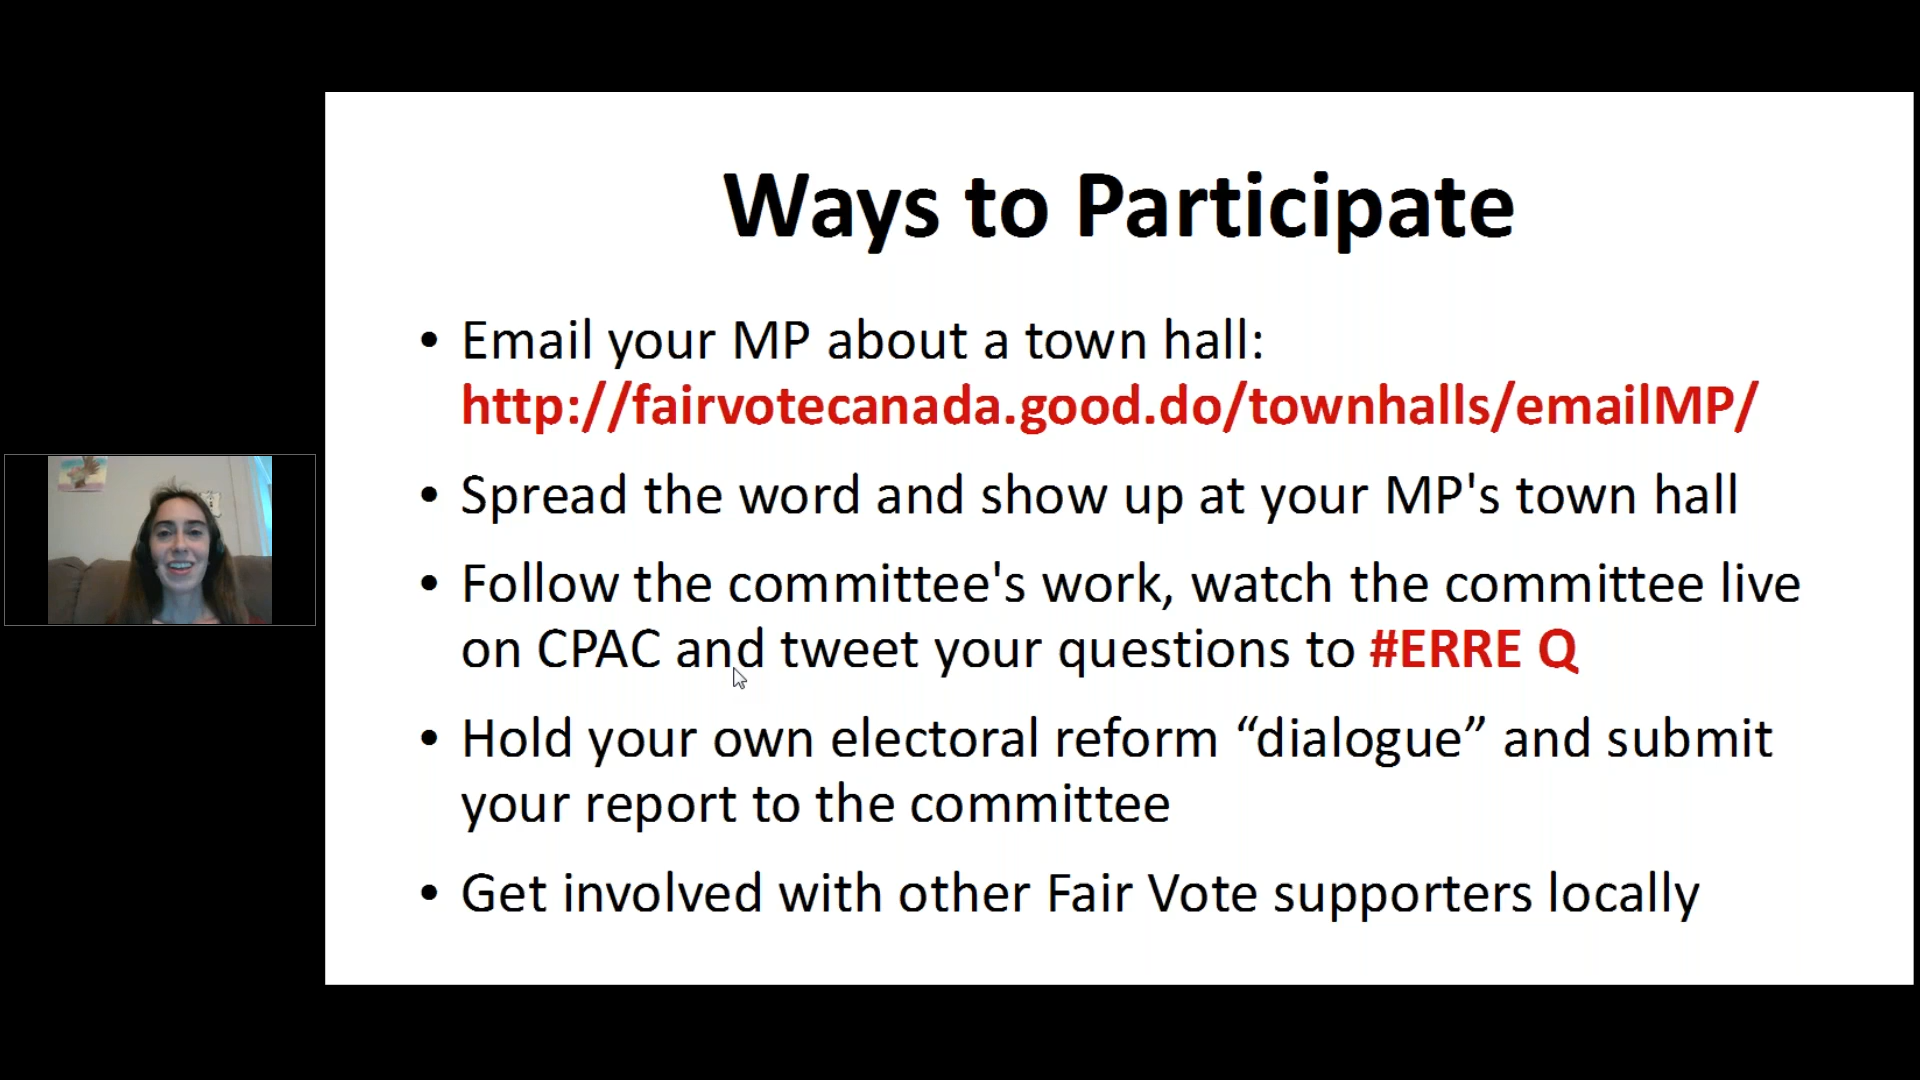 Ways to Participate
• Email your MP about a town hall:
http://fairvotecanada.good.do/townhalls/emailMP/
• Spread the word and show up at your MP's town hall
• Follow the committee's work, watch the committee live
on CPAC and tweet your questions to #ERRE Q
• Hold your own electoral reform “dialogue” and submit
your report to the committee
• Get involved with other Fair Vote supporters locally